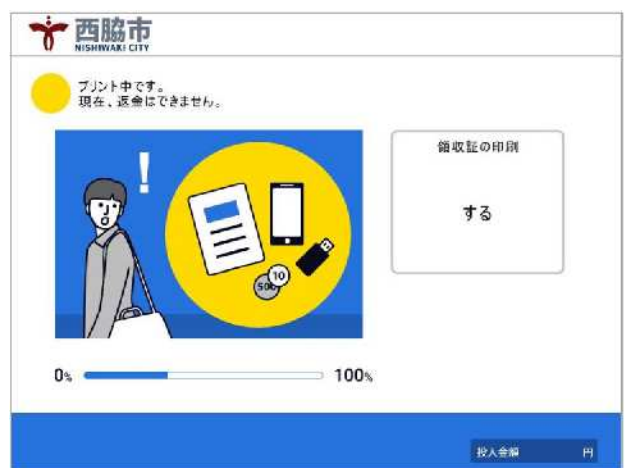 西脇市
NISHIWAKI CITY
プリント中です。
現在、返金はできません。
領収証の印刷
する
!
10
500
0%
100%
投入金額 円